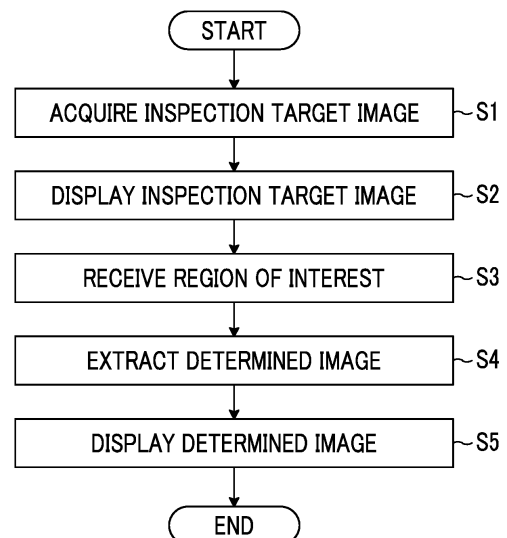 START
ACQUIRE INSPECTION TARGET IMAGE
S1
DISPLAY INSPECTION TARGET IMAGE
S2
RECEIVE REGION OF INTEREST
S3
EXTRACT DETERMINED IMAGE
S4
DISPLAY DETERMINED IMAGE
S5
END